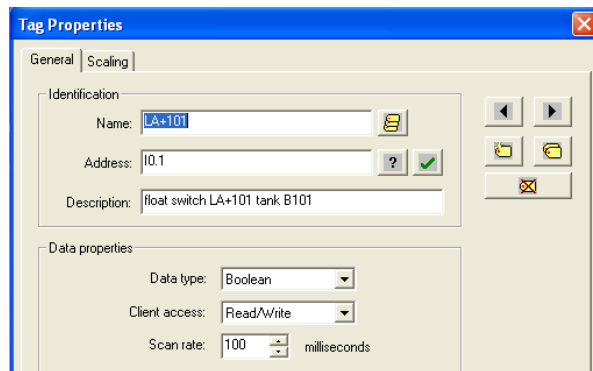 Tag Properties
General Scaling
Identification
Name: LA+101
Address: I0.1 ?
Description: float switch LA+101 tank B101
Data properties
Data type: Boolean
Client access: Read/Write
Scan rate: 100 milliseconds